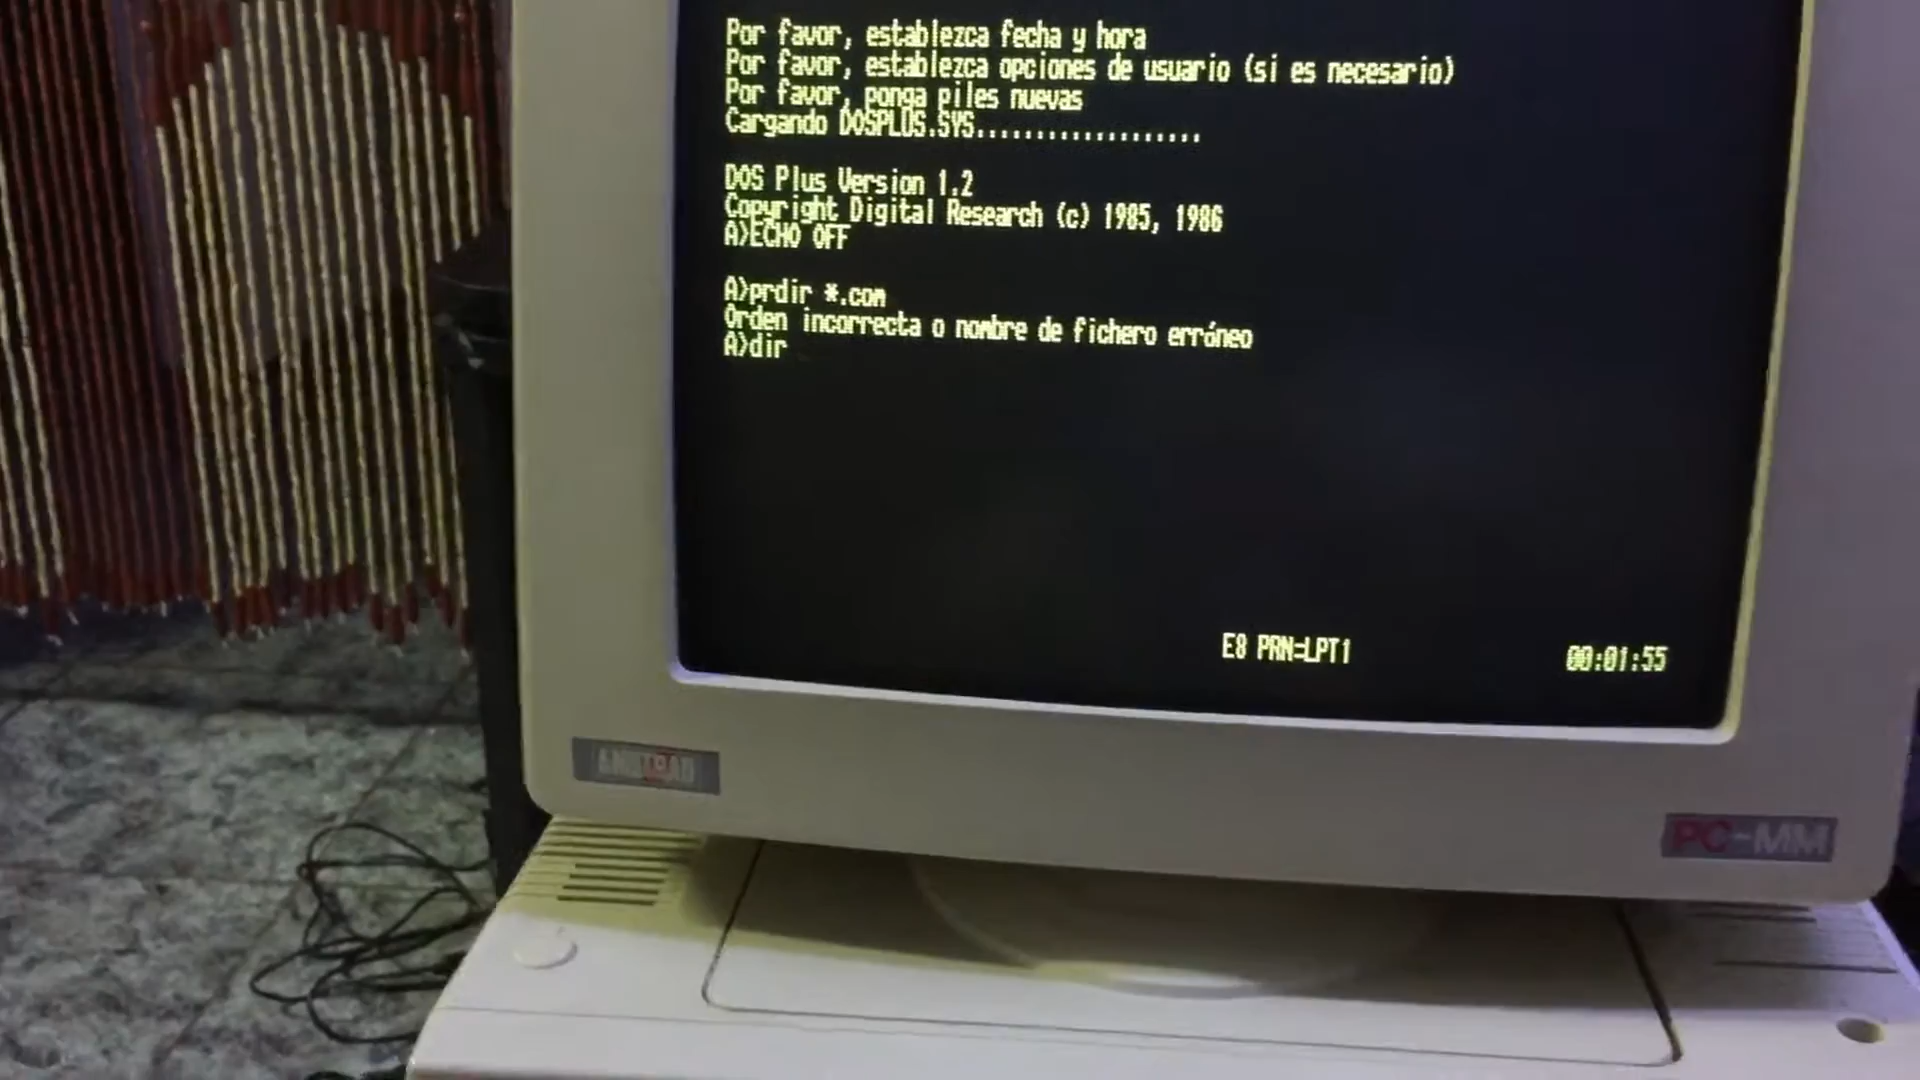 Por favor, establezca fecha y hora
Por favor, establezca opciones de usuario (si es necesario)
Por favor, ponga piles nuevas
Cargando DOSPLUS.SYS...................
DOS Plus Version 1.2
Copyright Digital Research (c) 1985, 1986
A>ECHO OFF
A>prdir *.com
Orden incorrecta o nombre de fichero erróneo
A>dir
E8 PRN=LPT1 00:01:55
AMSTRAD
PC-MM